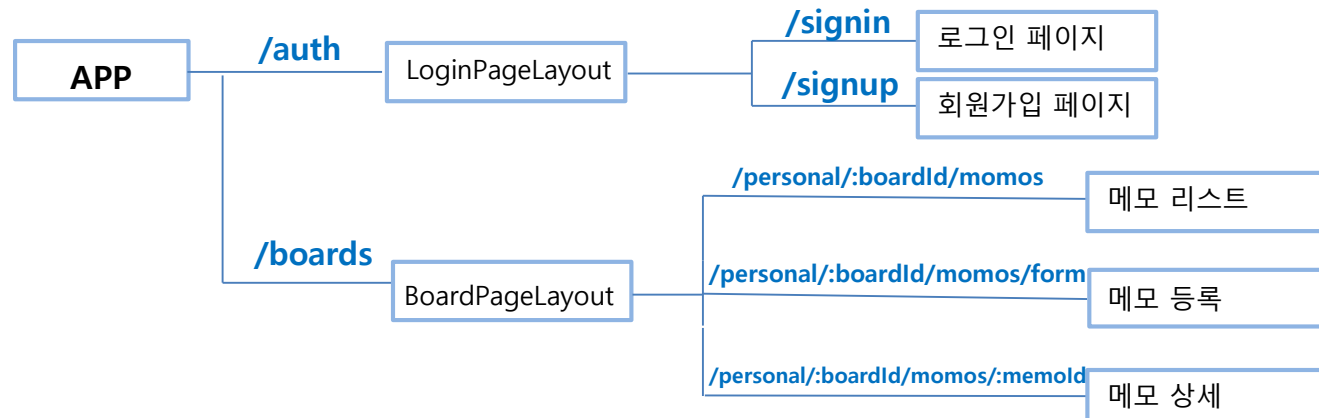 APP
/auth
LoginPageLayout
/signin
로그인 페이지
/signup
회원가입 페이지
/boards
BoardPageLayout
/personal/:boardId/momos
메모 리스트
/personal/:boardId/momos/form
메모 등록
/personal/:boardId/momos/:memoId
메모 상세